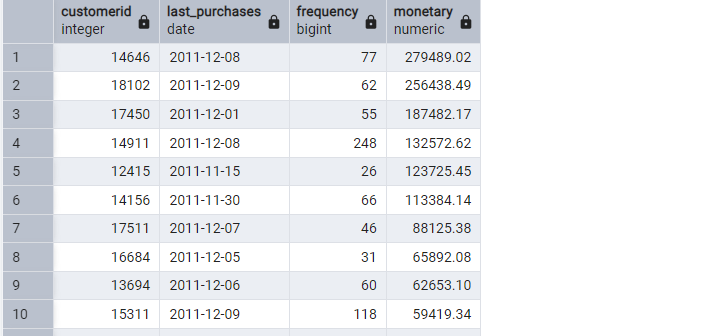 customerid last_purchases frequency monetary
integer date bigint numeric
1 14646 2011-12-08 77 279489.02
2 18102 2011-12-09 62 256438.49
3 17450 2011-12-01 55 187482.17
4 14911 2011-12-08 248 132572.62
5 12415 2011-11-15 26 123725.45
6 14156 2011-11-30 66 113384.14
7 17511 2011-12-07 46 88125.38
8 16684 2011-12-05 31 65892.08
9 13694 2011-12-06 60 62653.10
10 15311 2011-12-09 118 59419.34